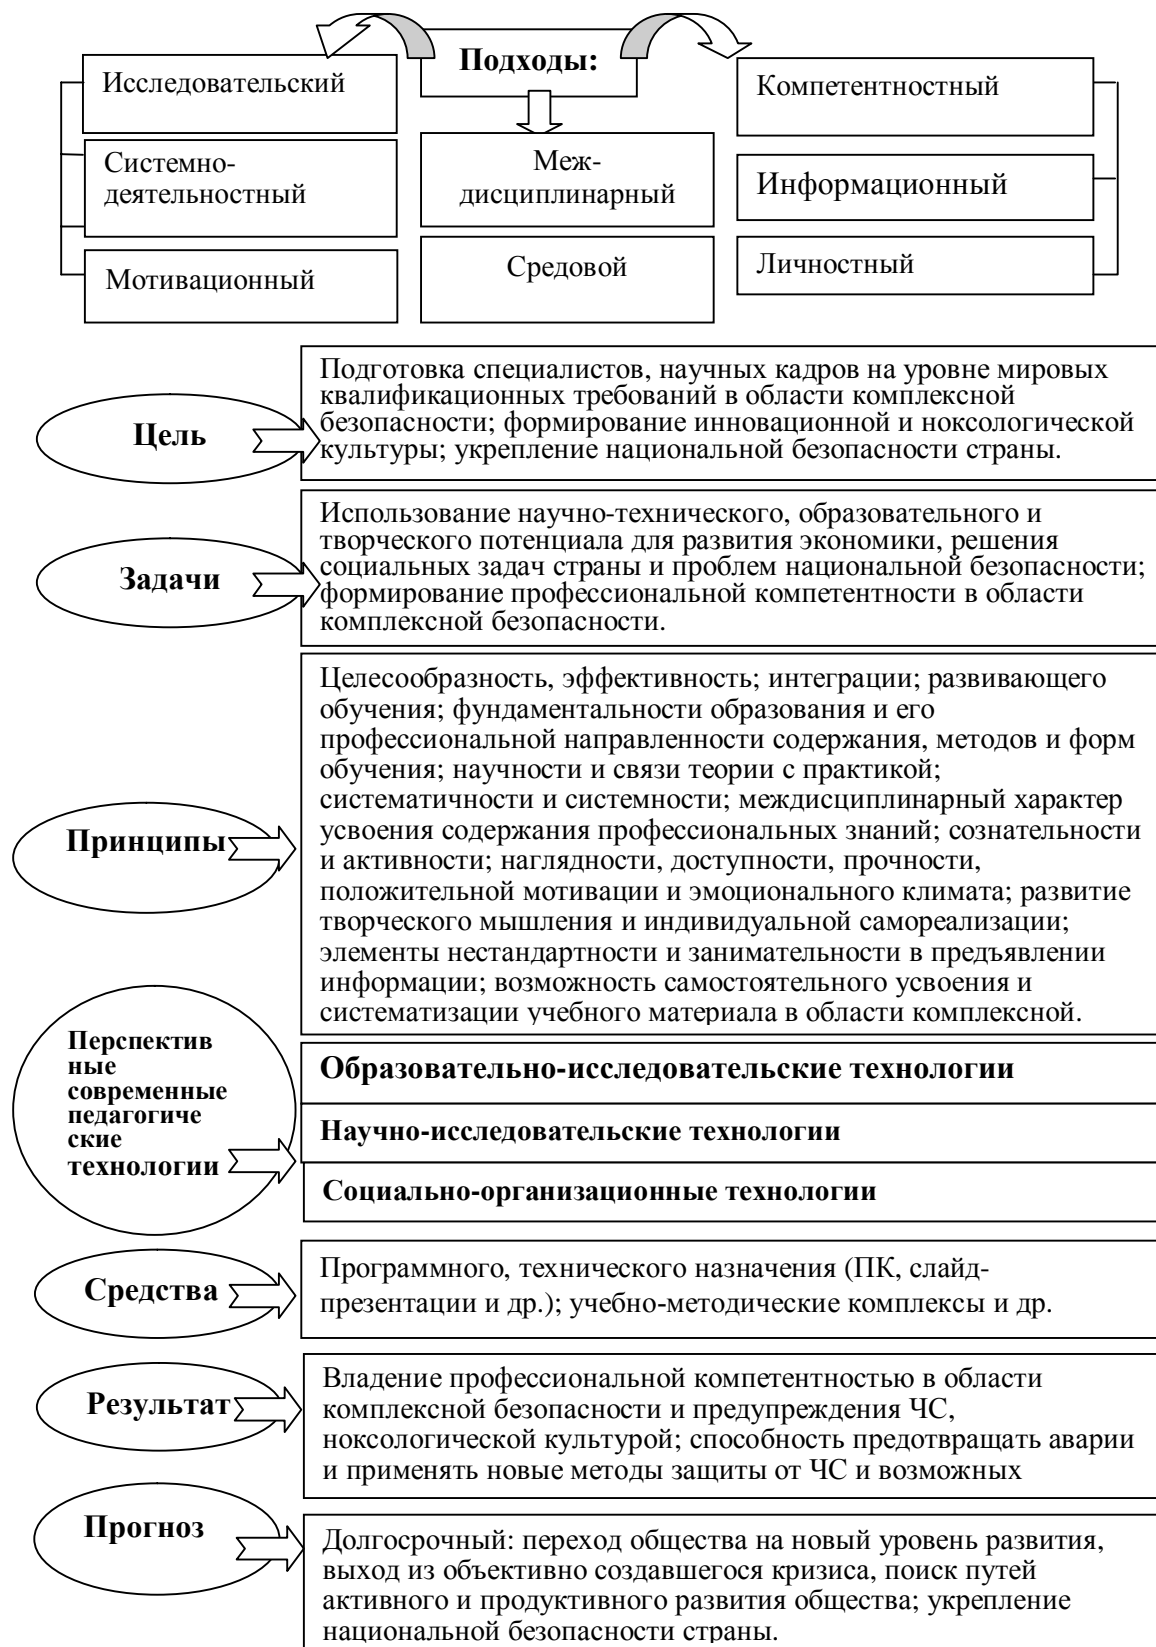 Подходы:
Исследовательский
Системно-
деятельностный
Мотивационный
Меж-
дисциплинарный
Средовой
Компетентностный
Информационный
Личностный
Цель
Подготовка специалистов, научных кадров на уровне мировых
квалификационных требований в области комплексной
безопасности; формирование инновационной и ноксологической
культуры; укрепление национальной безопасности страны.
Задачи
Использование научно-технического, образовательного и
творческого потенциала для развития экономики, решения
социальных задач страны и проблем национальной безопасности;
формирование профессиональной компетентности в области
комплексной безопасности.
Принципы
Целесообразность, эффективность; интеграции; развивающего
обучения; фундаментальности образования и его
профессиональной направленности содержания, методов и форм
обучения; научности и связи теории с практикой;
систематичности и системности; междисциплинарный характер
усвоения содержания профессиональных знаний; сознательности
и активности; наглядности, доступности, прочности,
положительной мотивации и эмоционального климата; развитие
творческого мышления и индивидуальной самореализации;
элементы нестандартности и занимательности в предъявлении
информации; возможность самостоятельного усвоения и
систематизации учебного материала в области комплексной.
Перспектив
ные
современные
педагогиче
ские
технологии
Образовательно-исследовательские технологии
Научно-исследовательские технологии
Социально-организационные технологии
Средства
Программного, технического назначения (ПК, слайд-
презентации и др.); учебно-методические комплексы и др.
Результат
Владение профессиональной компетентностью в области
комплексной безопасности и предупреждения ЧС,
ноксологической культурой; способность предотвращать аварии
и применять новые методы защиты от ЧС и возможных
Прогноз
Долгосрочный: переход общества на новый уровень развития,
выход из объективно создавшегося кризиса, поиск путей
активного и продуктивного развития общества; укрепление
национальной безопасности страны.